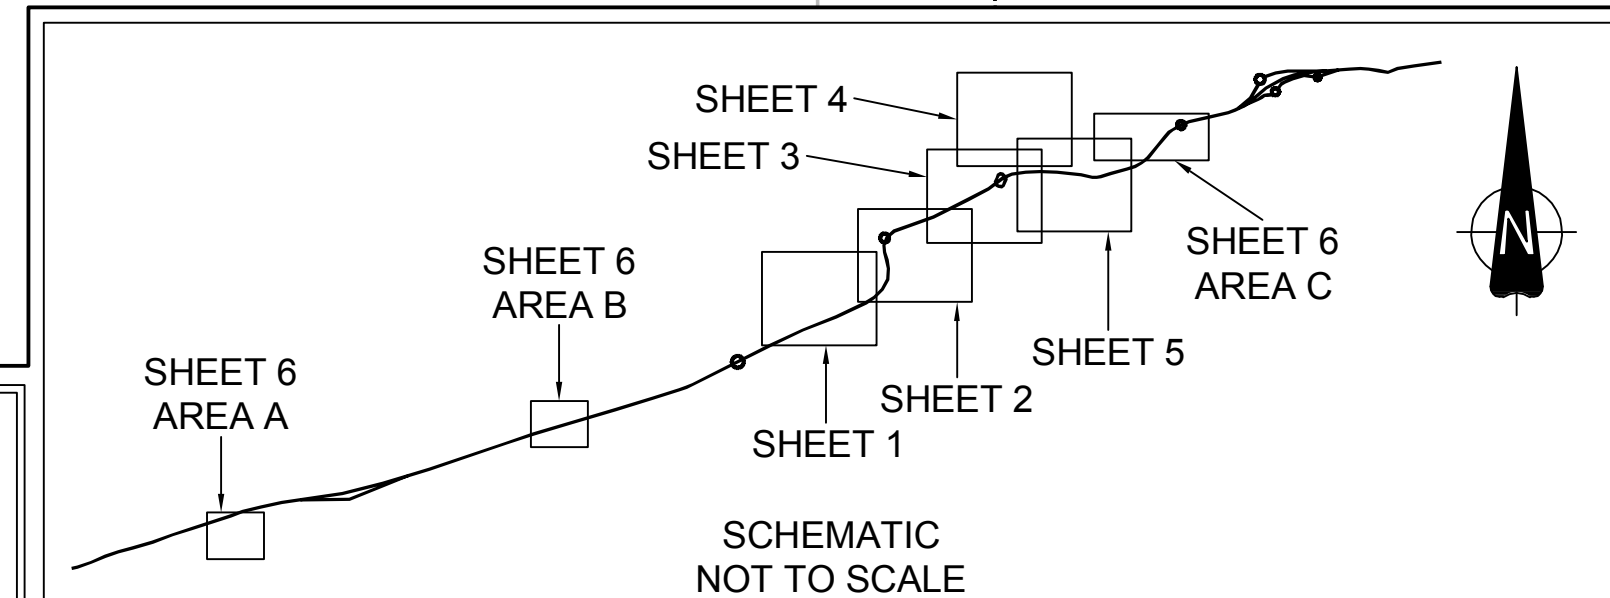 SHEET 4
SHEET 3
SHEET 6
AREA C
SHEET 6
AREA B
SHEET 5
SHEET 6
AREA A
SHEET 2
SHEET 1
N
SCHEMATIC
NOT TO SCALE